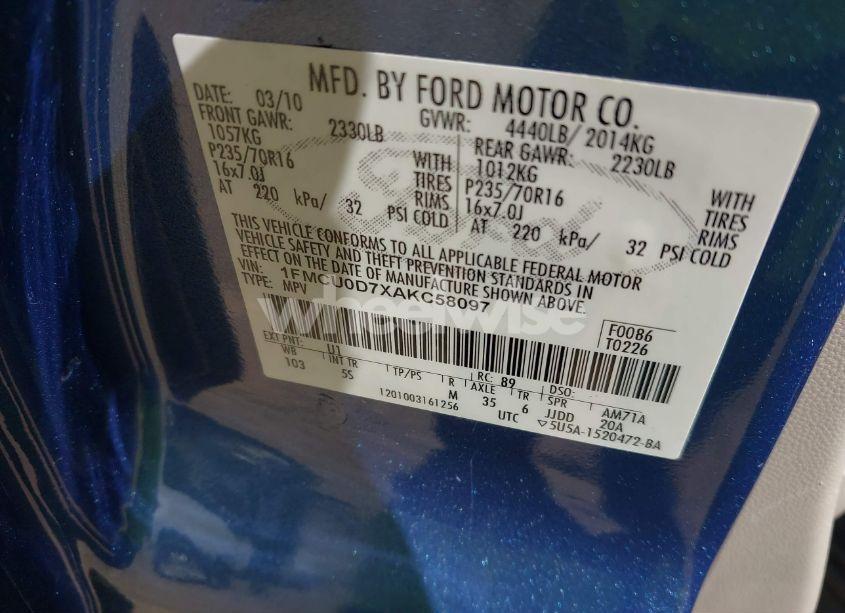 MFD. BY FORD MOTOR CO.
DATE: 03/10 GVWR: 4440LB/ 2014KG
FRONT GAWR: 2330LB REAR GAWR: 2230LB
1057KG WITH 1012KG WITH
P235/70R16 TIRES P235/70R16 TIRES
16x7.0J RIMS 16x7.0J RIMS
AT 220 kPa/ 32 PSI COLD AT 220 kPa/ 32 PSI COLD
THIS VEHICLE CONFORMS TO ALL APPLICABLE FEDERAL MOTOR
VEHICLE SAFETY AND THEFT PREVENTION STANDARDS IN
EFFECT ON THE DATE OF MANUFACTURE SHOWN ABOVE.
VIN: 1FMCU0D7XAKC58097
TYPE: MPV
wheelwise
F0086
T0226
EXT PNT: U1 RC: 89 DSO:
WB INT TR TP/PS R AXLE TR SPR AM71A
103 5S M 35 6 JJDD 20A
1201003161256 UTC ▽5U5A-1520472-BA